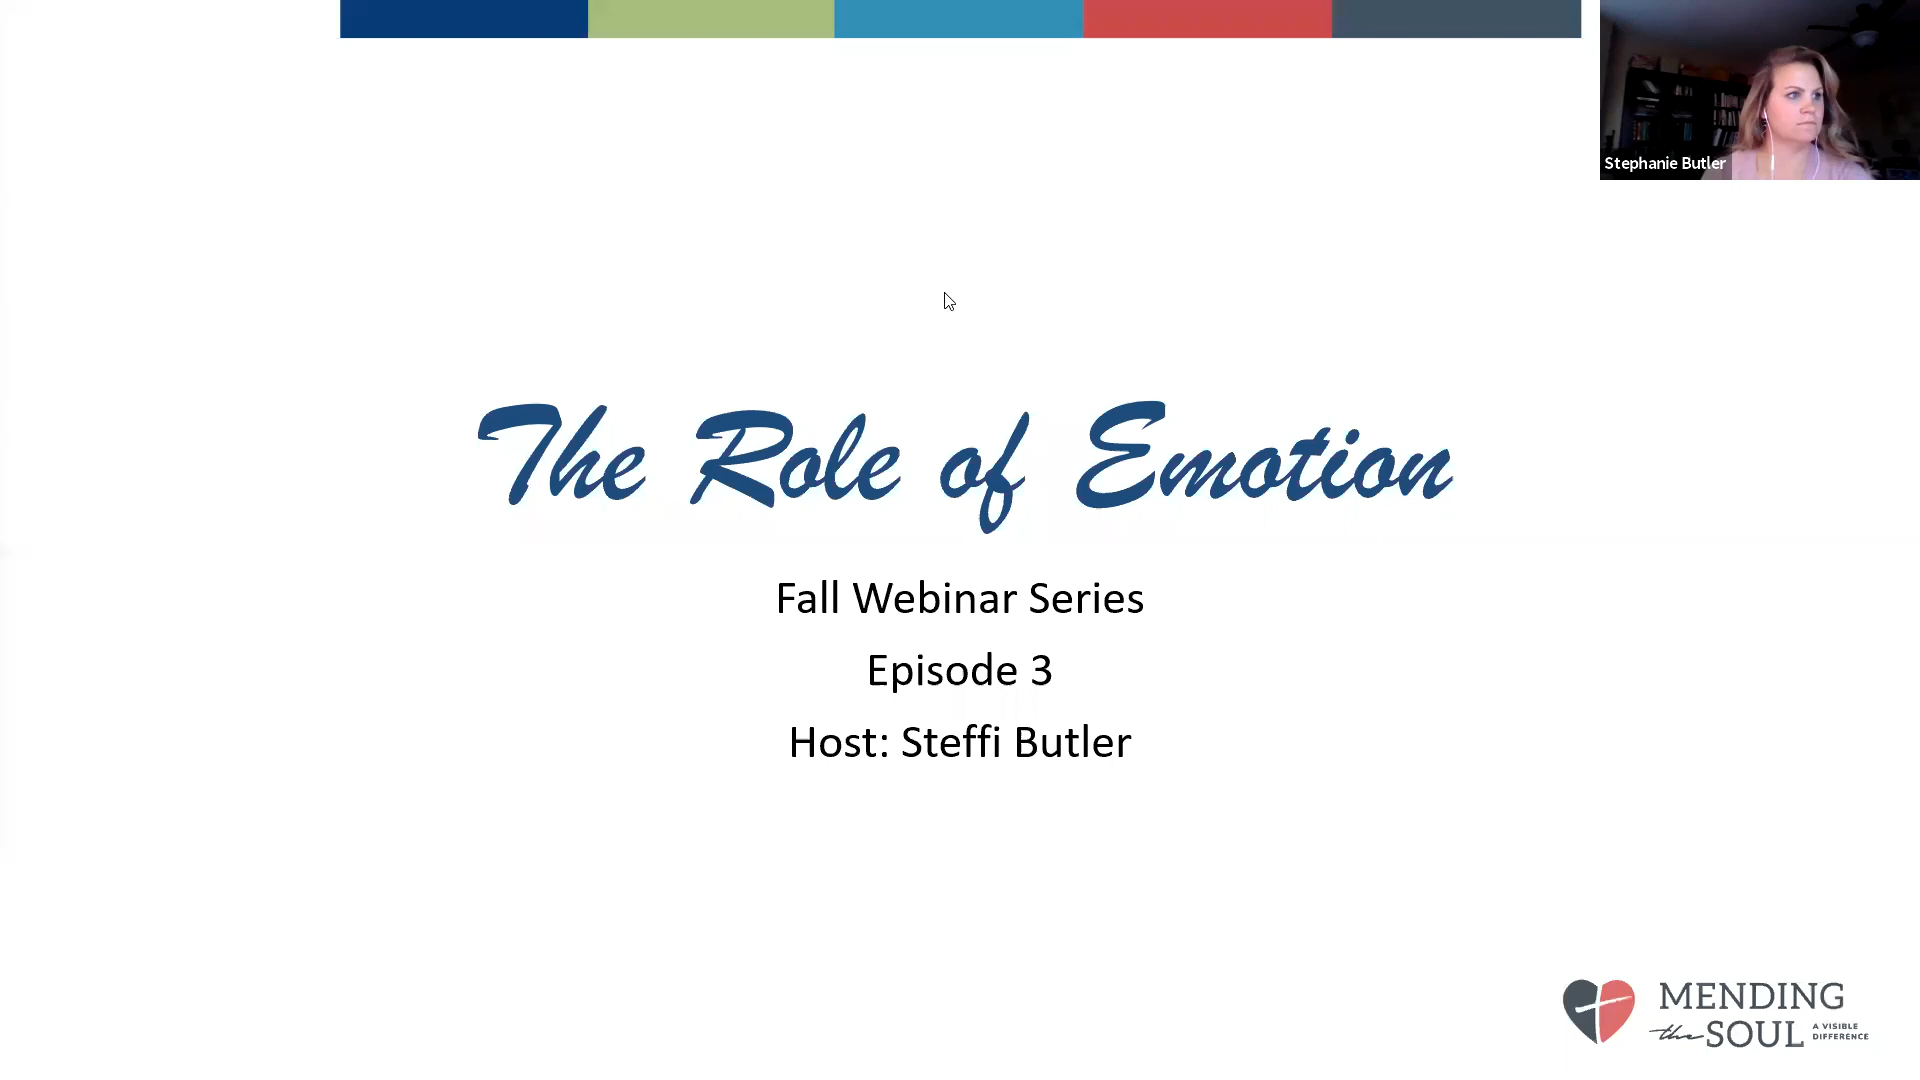 Stephanie Butler
The Role of Emotion
Fall Webinar Series
Episode 3
Host: Steffi Butler
MENDING
the SOUL A VISIBLE DIFFERENCE